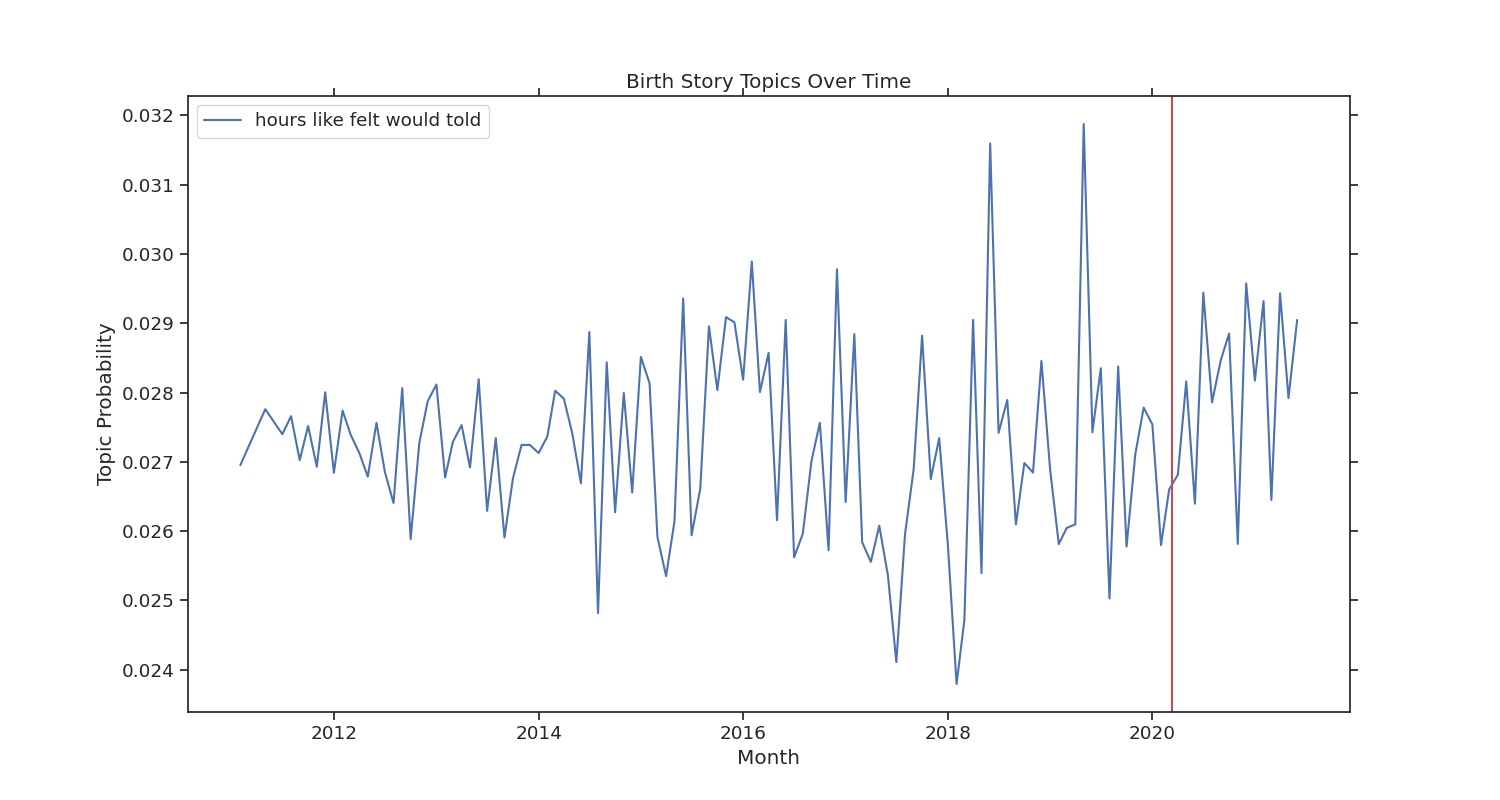 Birth Story Topics Over Time
hours like felt would told
Topic Probability
0.032
0.031
0.030
0.029
0.028
0.027
0.026
0.025
0.024
2012 2014 2016 2018 2020
Month